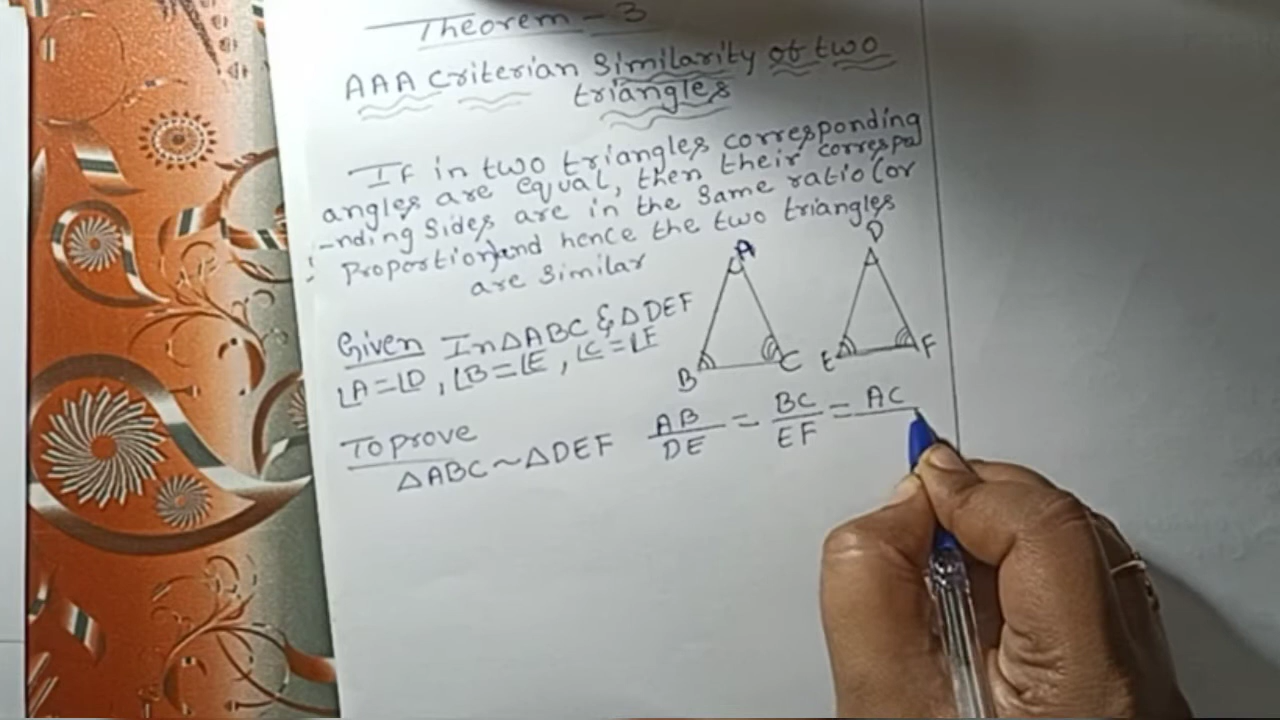 Theorem - 3
AAA Criterian Similarity of two
triangles
If in two triangles corresponding
angles are equal, then their correspo
-nding sides are in the same ratio (or
Proportion) and hence the two triangles
are similar
Given In △ABC & △DEF
∠A=∠D, ∠B=∠E, ∠C=∠F
A
B
C
D
E
F
To prove
△ABC ~ △DEF AB/DE = BC/EF = AC